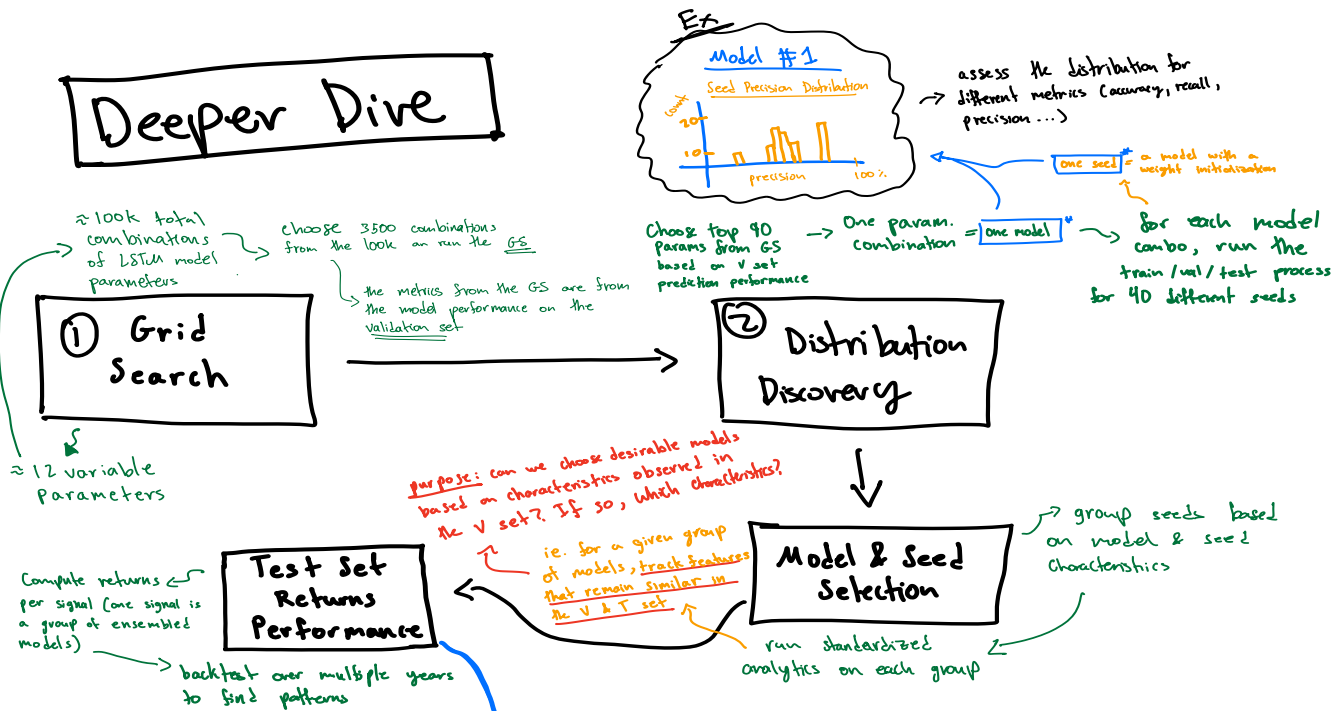 Deeper Dive
Ex
Model #1
Seed Precision Distribution
count
20
10
precision
100%
assess the distribution for
different metrics (accuracy, recall,
precision ...)
one seed* = a model with a
weight initialization
≈100k total
combinations
of LSTM model
parameters
choose 3500 combinations
from the 100k an run the GS
the metrics from the GS are from
the model performance on the
validation set
① Grid
Search
≈ 12 variable
parameters
Choose top 40
params from GS
based on V set
prediction performance
One param.
combination = one model*
for each model
combo, run the
train/val/test process
for 40 different seeds
② Distribution
Discovery
purpose: can we choose desirable models
based on characteristics observed in
the V set? If so, which characteristics?
ie. for a given group
of models, track features
that remain similar in
the V & T set
Model & Seed
Selection
group seeds based
on model & seed
characteristics
run standardized
analytics on each group
Test Set
Returns
Performance
Compute returns
per signal (one signal is
a group of ensembled
models)
backtest over multiple years
to find patterns